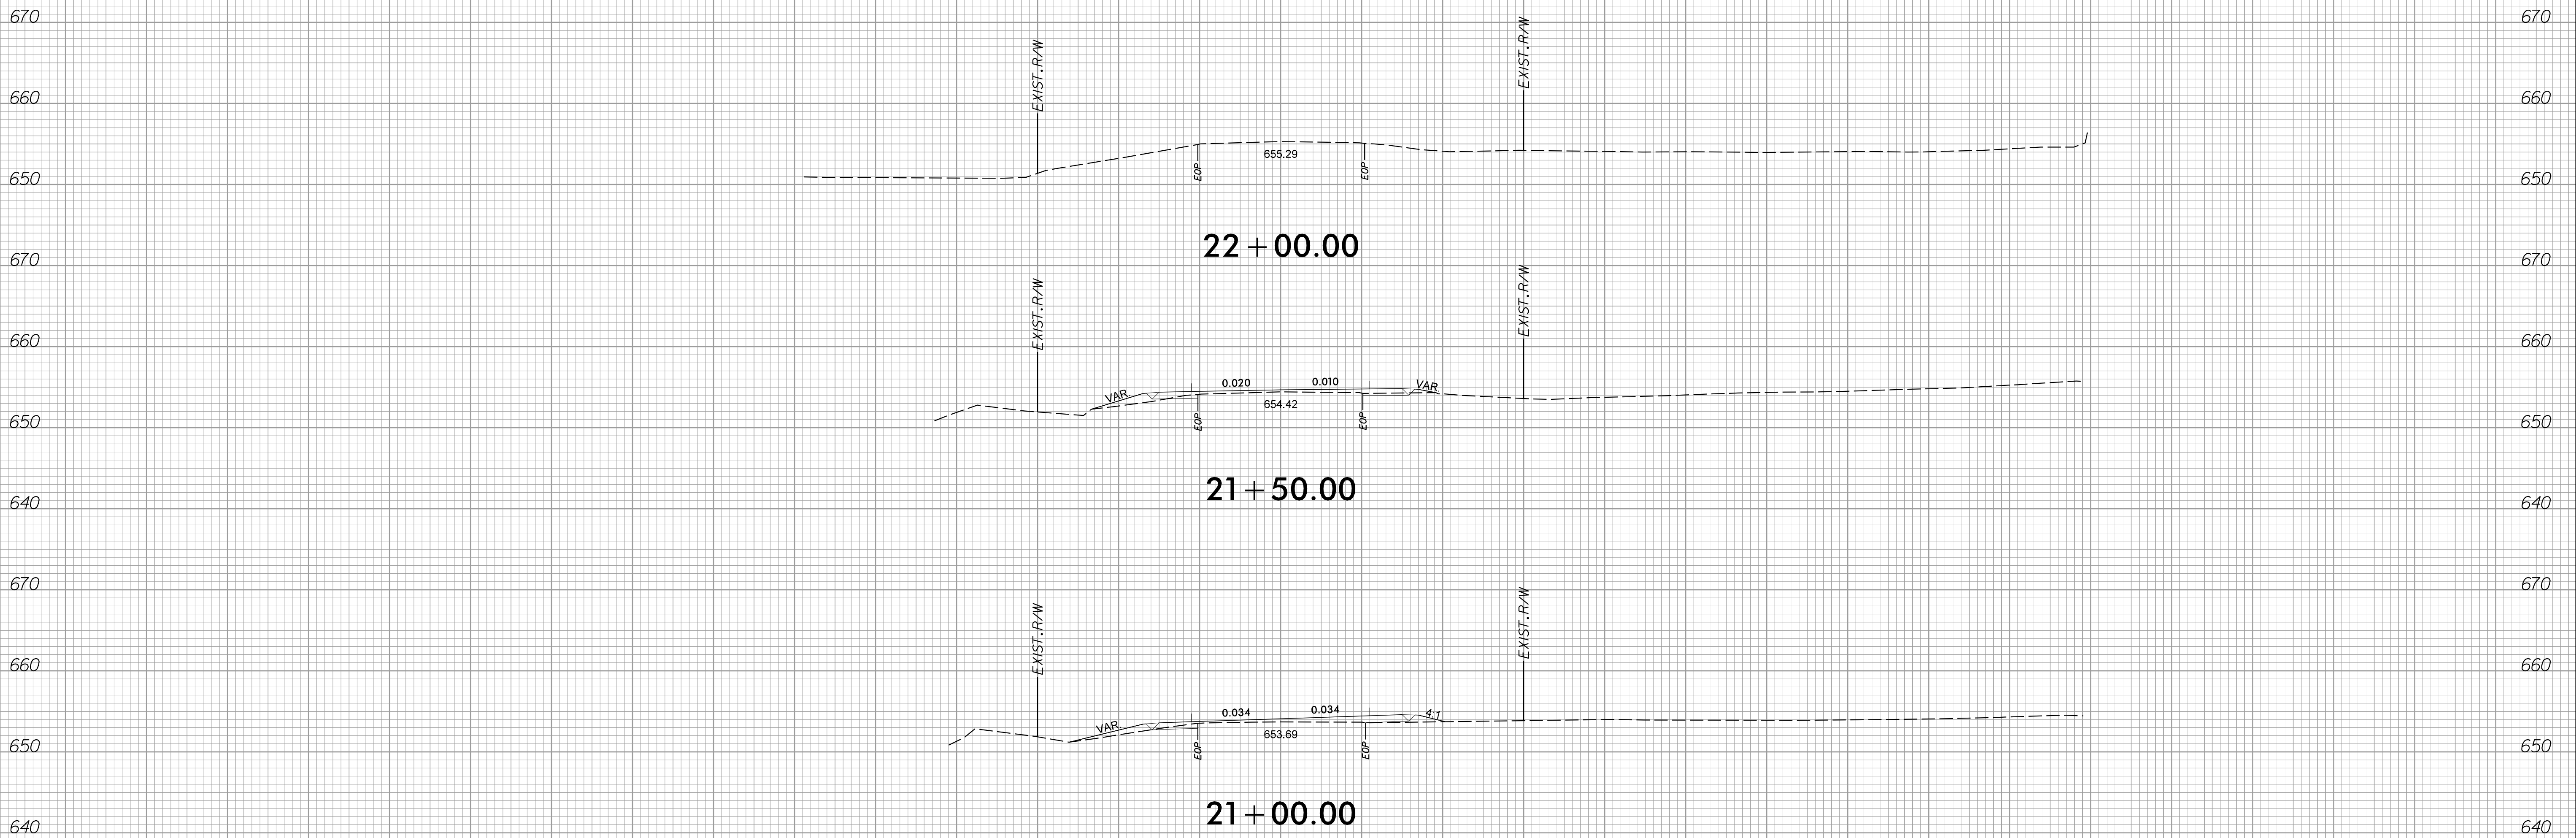 670 670
EXIST.R/W EXIST.R/W
660 660
655.29
EOP EOP
650 650
22+00.00
670 670
EXIST.R/W EXIST.R/W
660 660
VAR. 0.020 0.010 VAR.
654.42
EOP EOP
650 650
21+50.00
640 640
670 670
EXIST.R/W EXIST.R/W
660 660
VAR. 0.034 0.034 4:1
653.69
EOP EOP
650 650
21+00.00
640 640